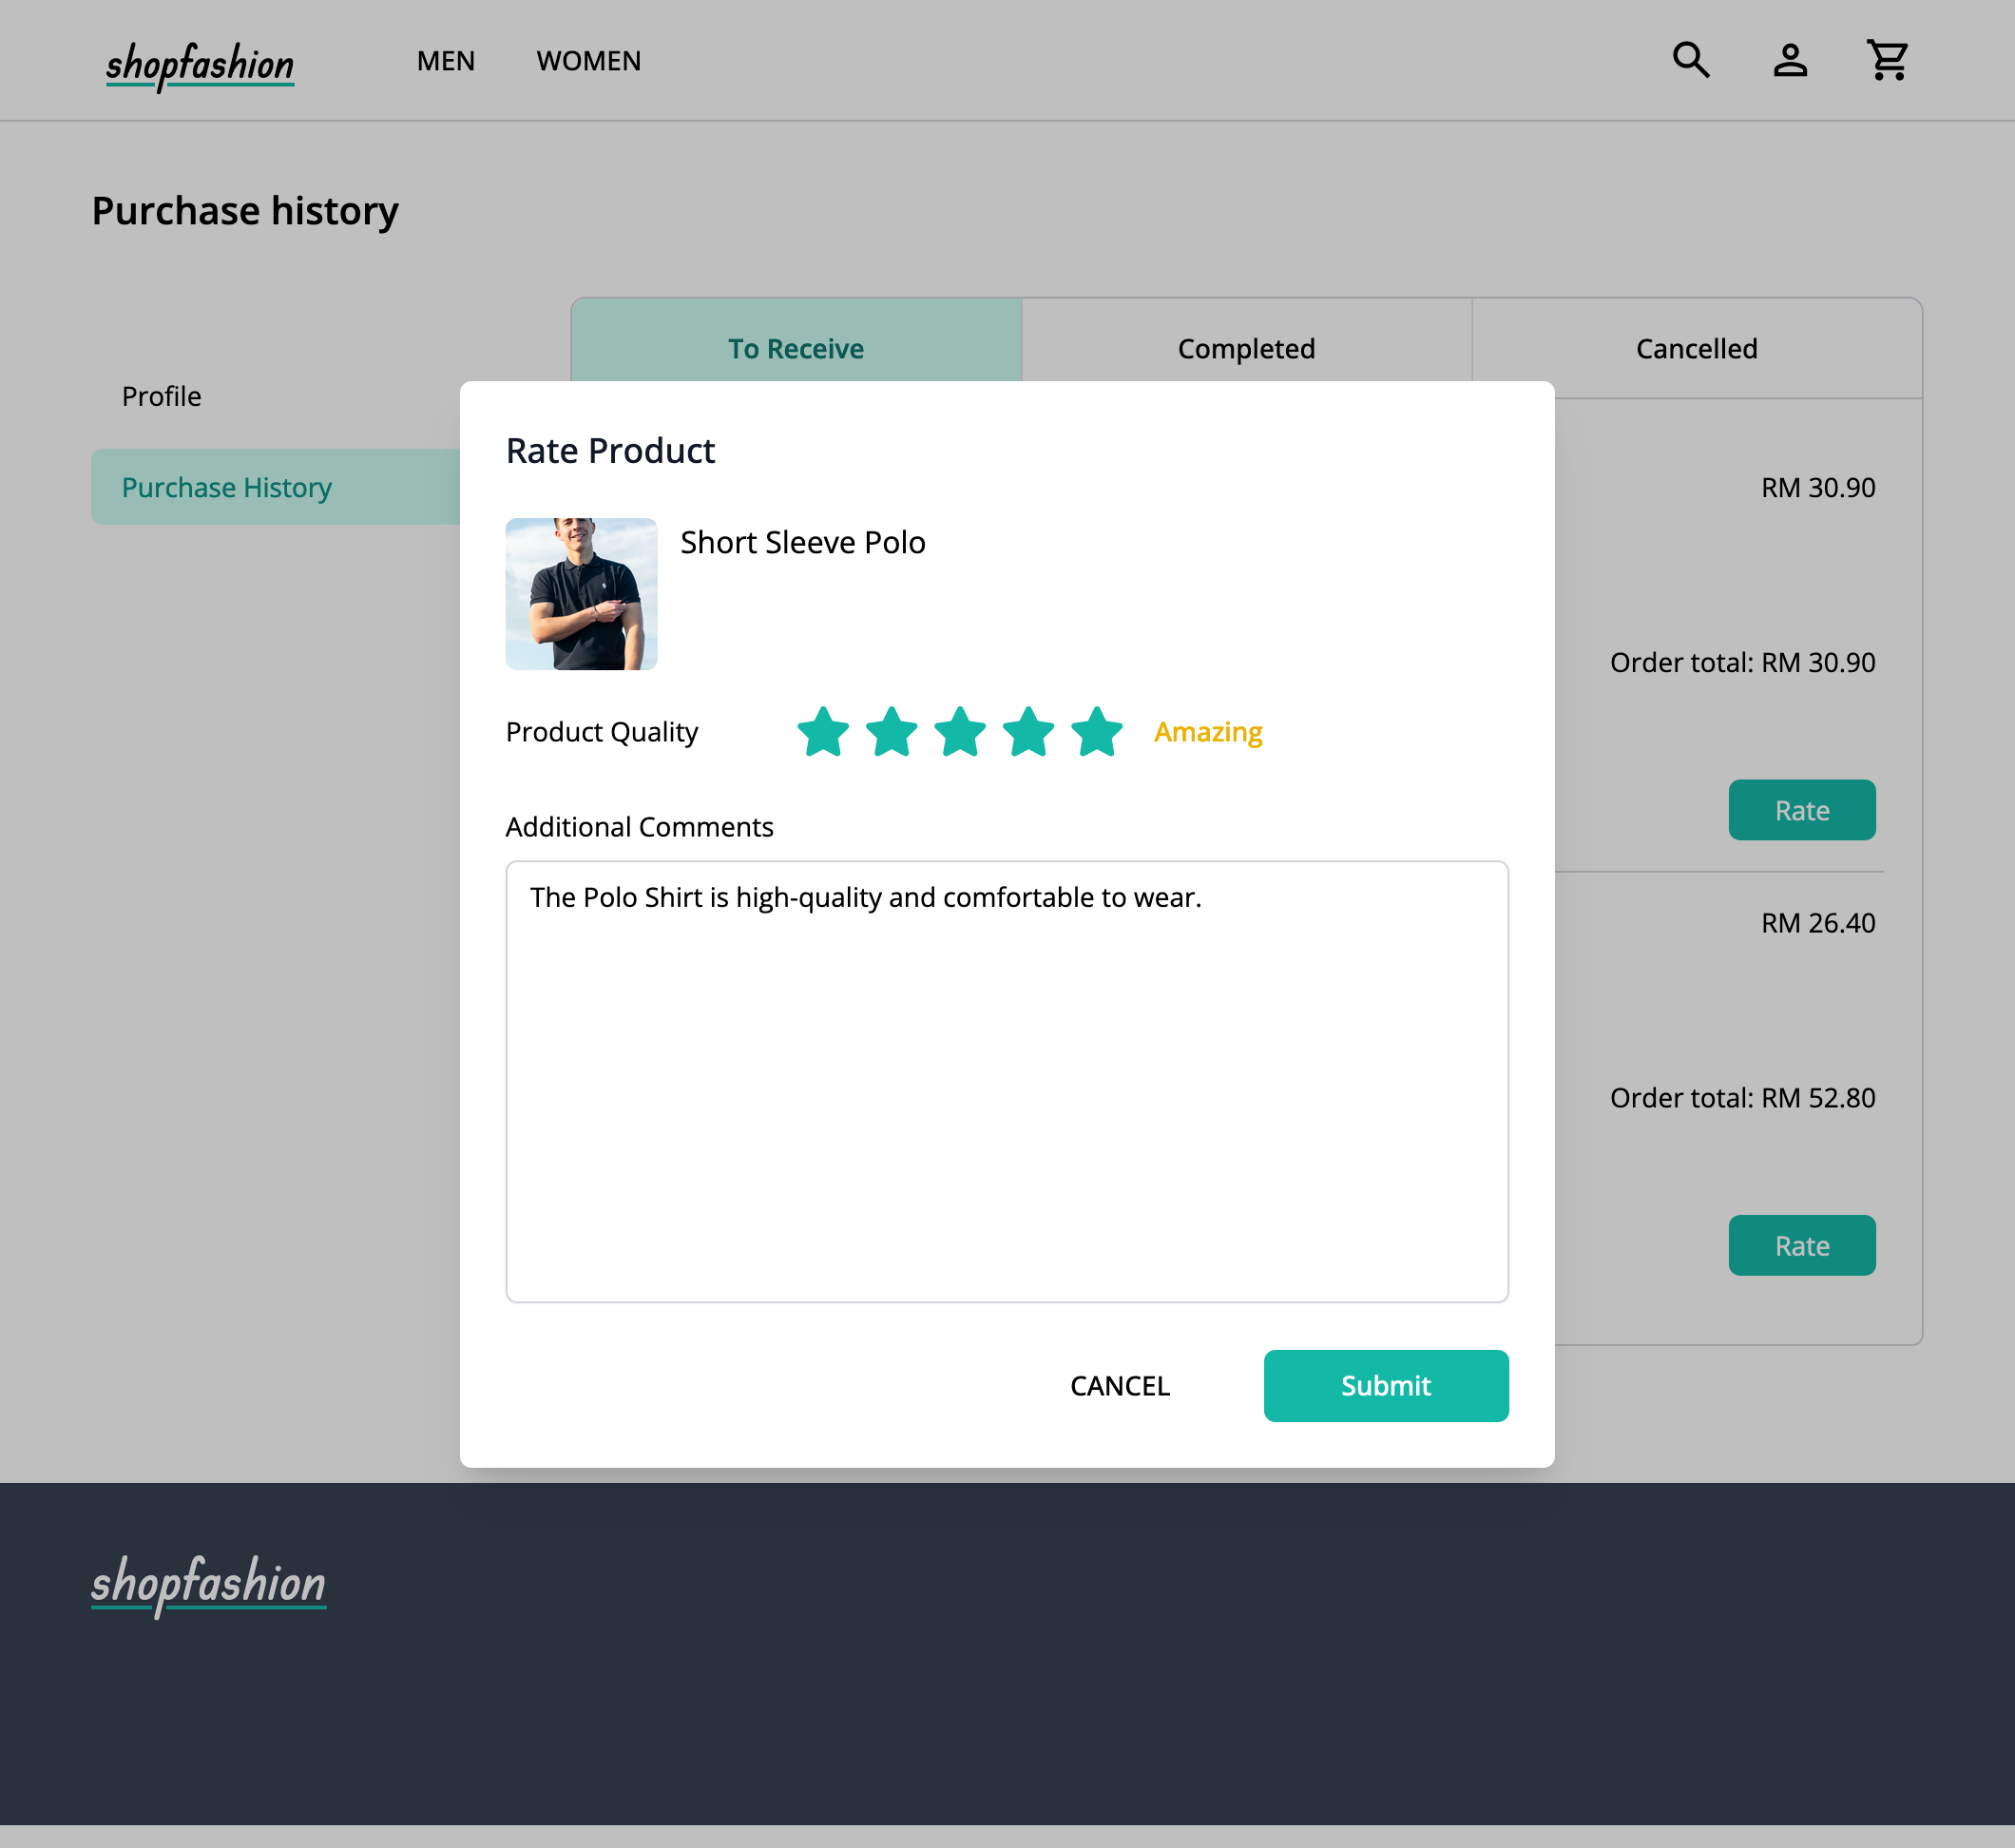 shopfashion MEN WOMEN
Purchase history
Profile
Purchase History
To Receive Completed Cancelled
RM 30.90
Order total: RM 30.90
Rate
RM 26.40
Order total: RM 52.80
Rate
Rate Product
Short Sleeve Polo
Product Quality Amazing
Additional Comments
The Polo Shirt is high-quality and comfortable to wear.
CANCEL Submit
shopfashion